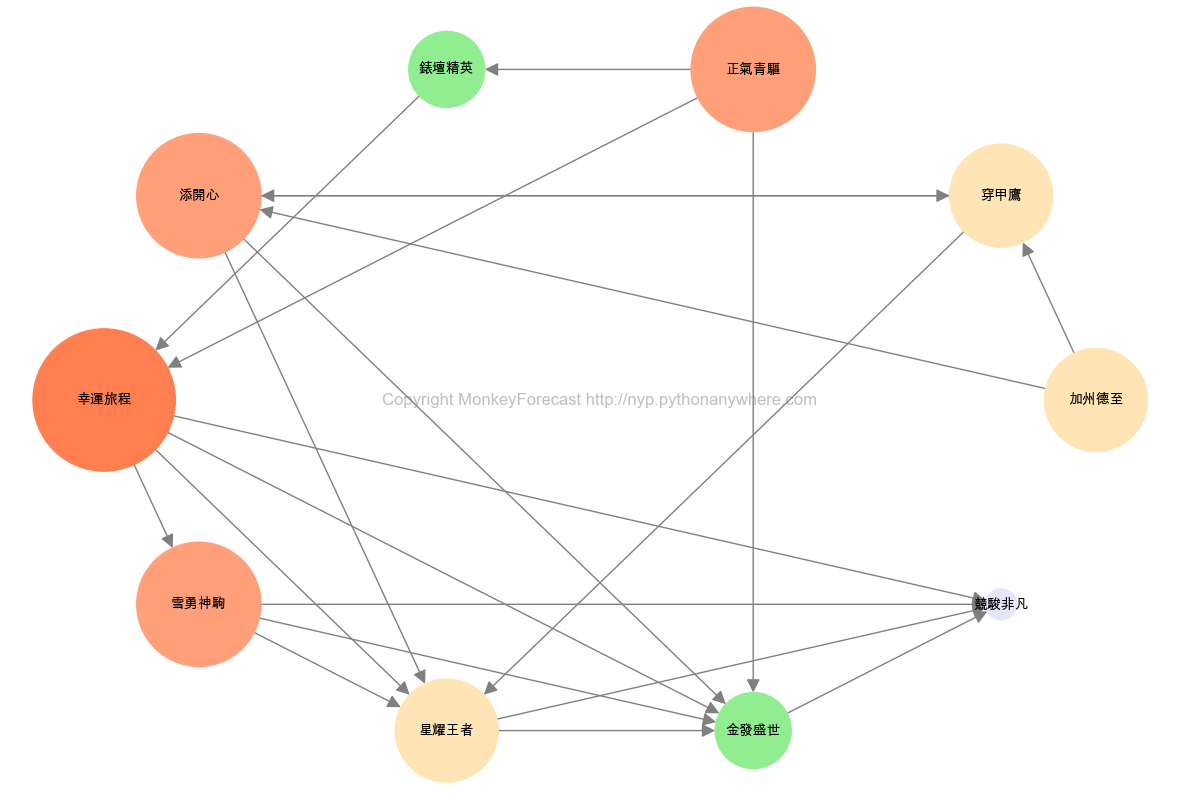 正氣青驅
錶壇精英
添開心
穿甲鷹
幸運旅程
Copyright MonkeyForecast http://nyp.pythonanywhere.com
加州德至
雪勇神駒
競駿非凡
星耀王者
金發盛世